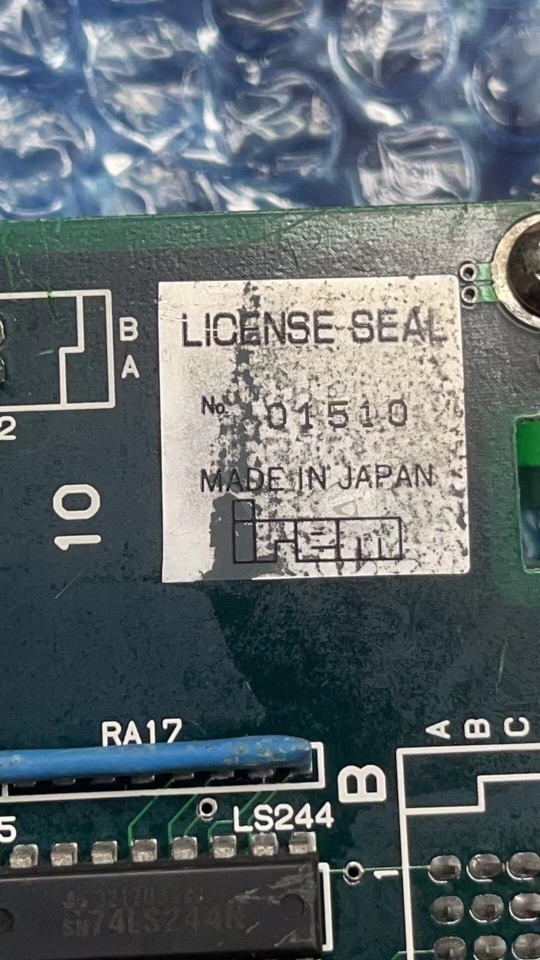 LICENSE SEAL
B
A
No. 01510
2
MADE IN JAPAN
10
RA17
A B C
B
5
LS244
1
SN74LS244N